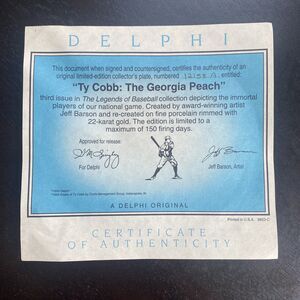 DELPHI
This document when signed and countersigned, certifies the authenticity of an
original limited-edition collector's plate, numbered entitled:
"Ty Cobb: The Georgia Peach"
third issue in The Legends of Baseball collection depicting the immortal
players of our national game. Created by award-winning artist
Jeff Barson and re-created on fine porcelain rimmed with
22-karat gold. The edition is limited to a
maximum of 150 firing days.
Approved for release:
For Delphi
Jeff Barson, Artist
A DELPHI ORIGINAL
Printed in U.S.A.
CERTIFICATE
OF AUTHENTICITY